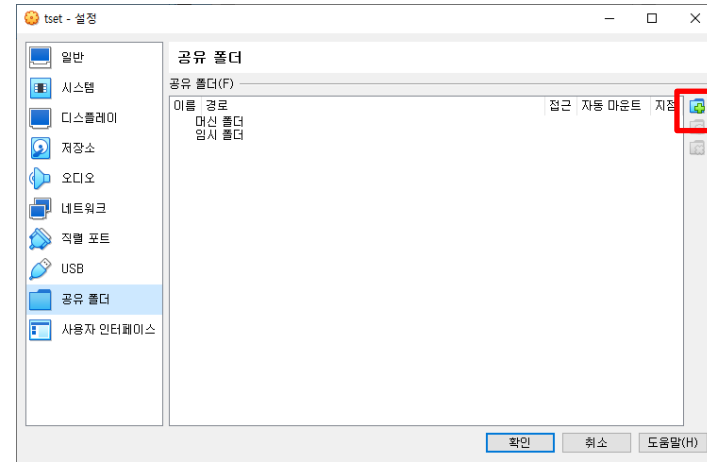 tset - 설정
일반
시스템
디스플레이
저장소
오디오
네트워크
직렬 포트
USB
공유 폴더
사용자 인터페이스
공유 폴더
공유 폴더(F)
이름 경로 접근 자동 마운트 지점
머신 폴더
임시 폴더
확인 취소 도움말(H)